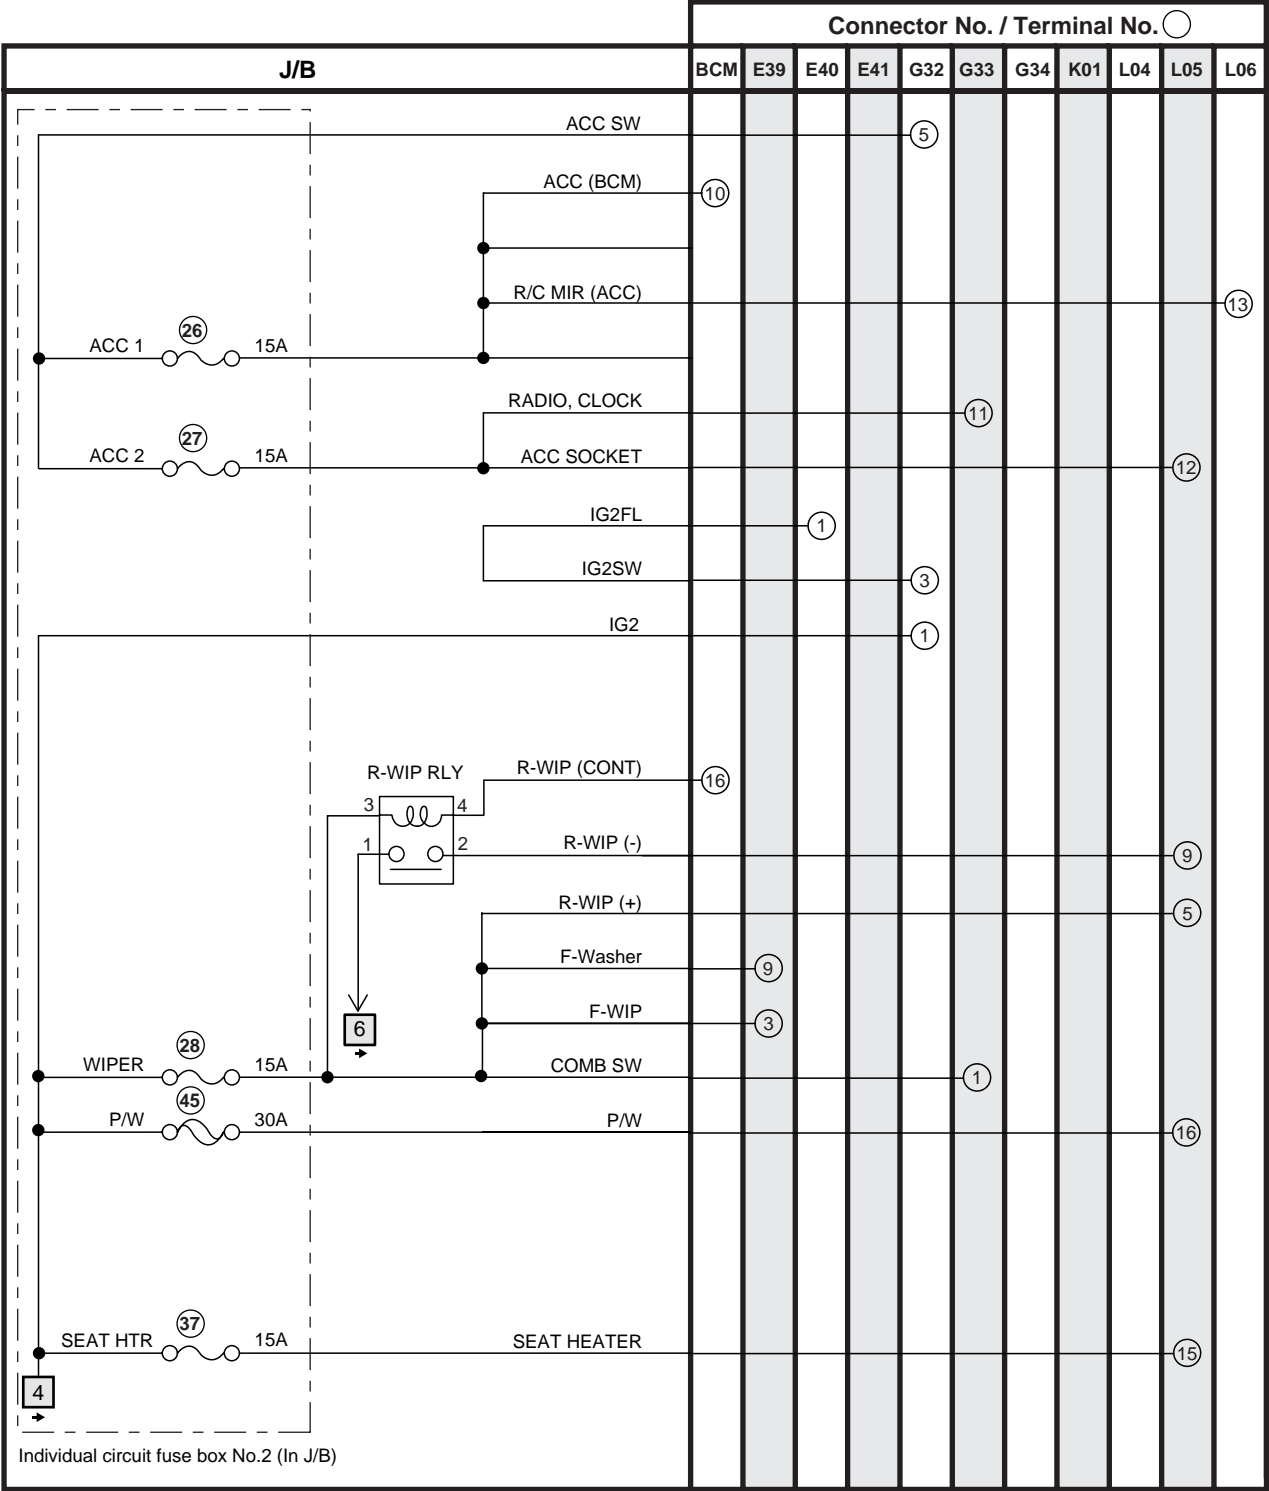 Connector No. / Terminal No.
J/B BCM E39 E40 E41 G32 G33 G34 K01 L04 L05 L06
ACC SW 5
ACC (BCM) 10
R/C MIR (ACC) 13
26
ACC 1 15A
RADIO, CLOCK 11
27
ACC 2 15A ACC SOCKET 12
IG2FL 1
IG2SW 3
IG2 1
R-WIP RLY R-WIP (CONT) 16
3 4
1 2 R-WIP (-) 9
R-WIP (+) 5
F-Washer 9
F-WIP 3
6
28
WIPER 15A COMB SW 1
45
P/W 30A P/W 16
37
SEAT HTR 15A SEAT HEATER 15
4
Individual circuit fuse box No.2 (In J/B)